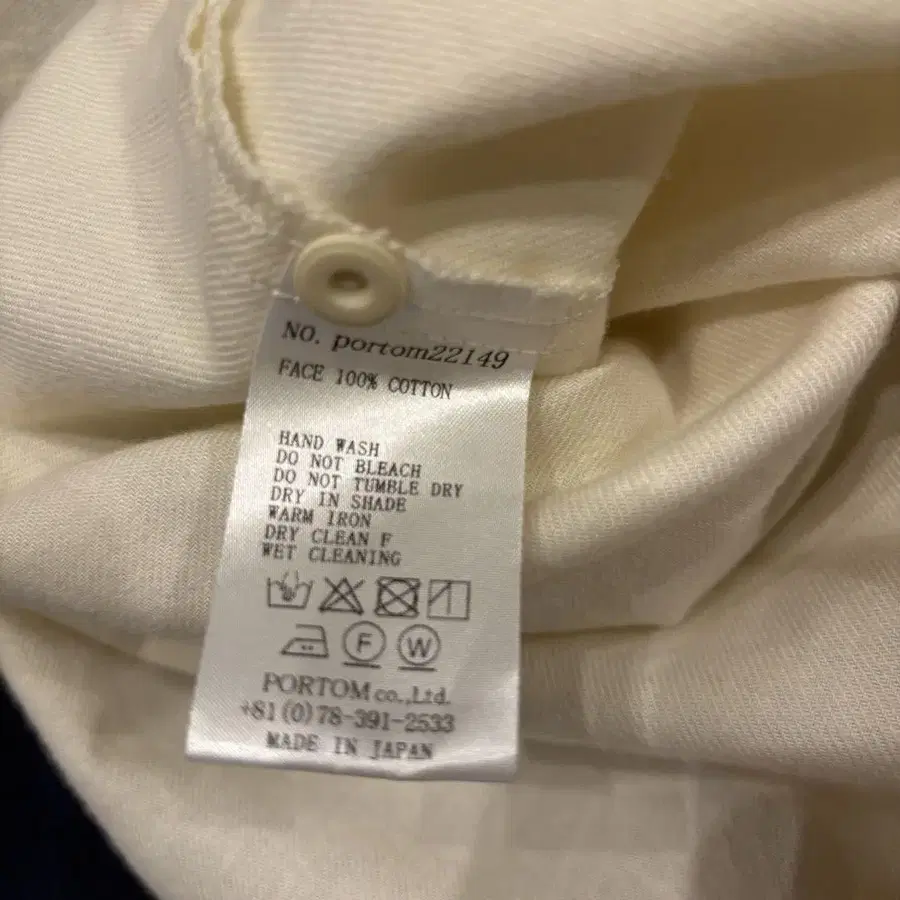 NO. portom22149
FACE 100% COTTON
HAND WASH
DO NOT BLEACH
DO NOT TUMBLE DRY
DRY IN SHADE
WARM IRON
DRY CLEAN F
WET CLEANING
F W
PORTOM co.,Ltd.
+81(0)78-391-2533
MADE IN JAPAN